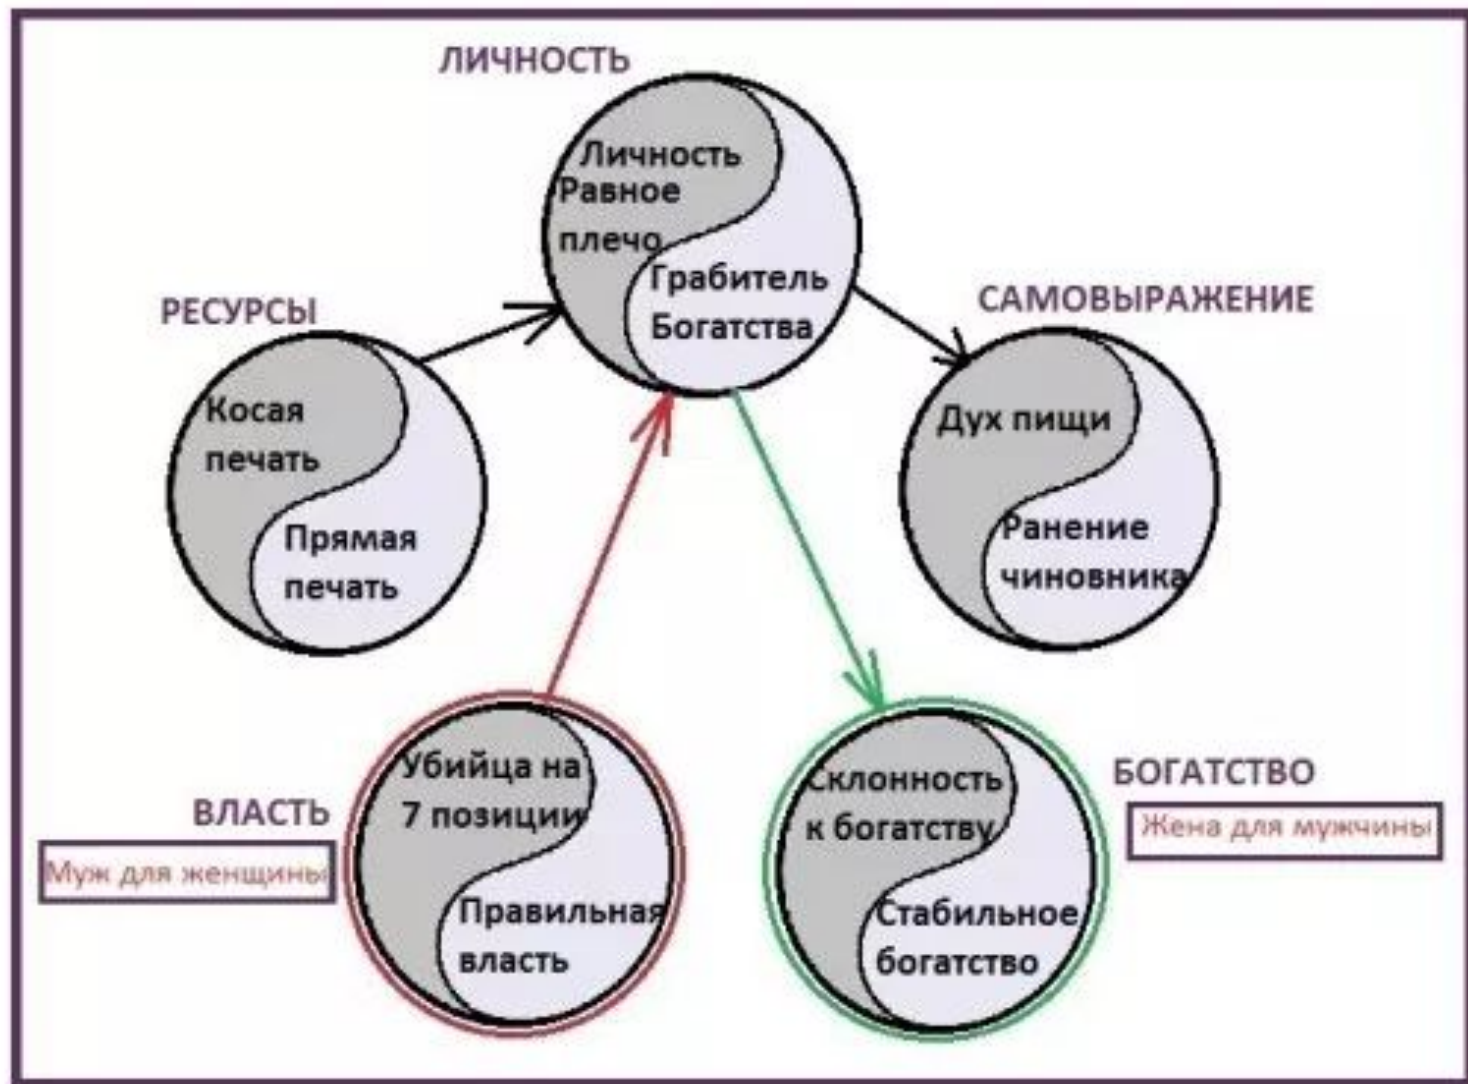 ЛИЧНОСТЬ
Личность
Равное
плечо
Грабитель
Богатства
РЕСУРСЫ
Косая
печать
Прямая
печать
САМОВЫРАЖЕНИЕ
Дух пищи
Ранение
чиновника
ВЛАСТЬ
Муж для женщины
Убийца на
7 позиции
Правильная
власть
БОГАТСТВО
Жена для мужчины
Склонность
к богатству
Стабильное
богатство